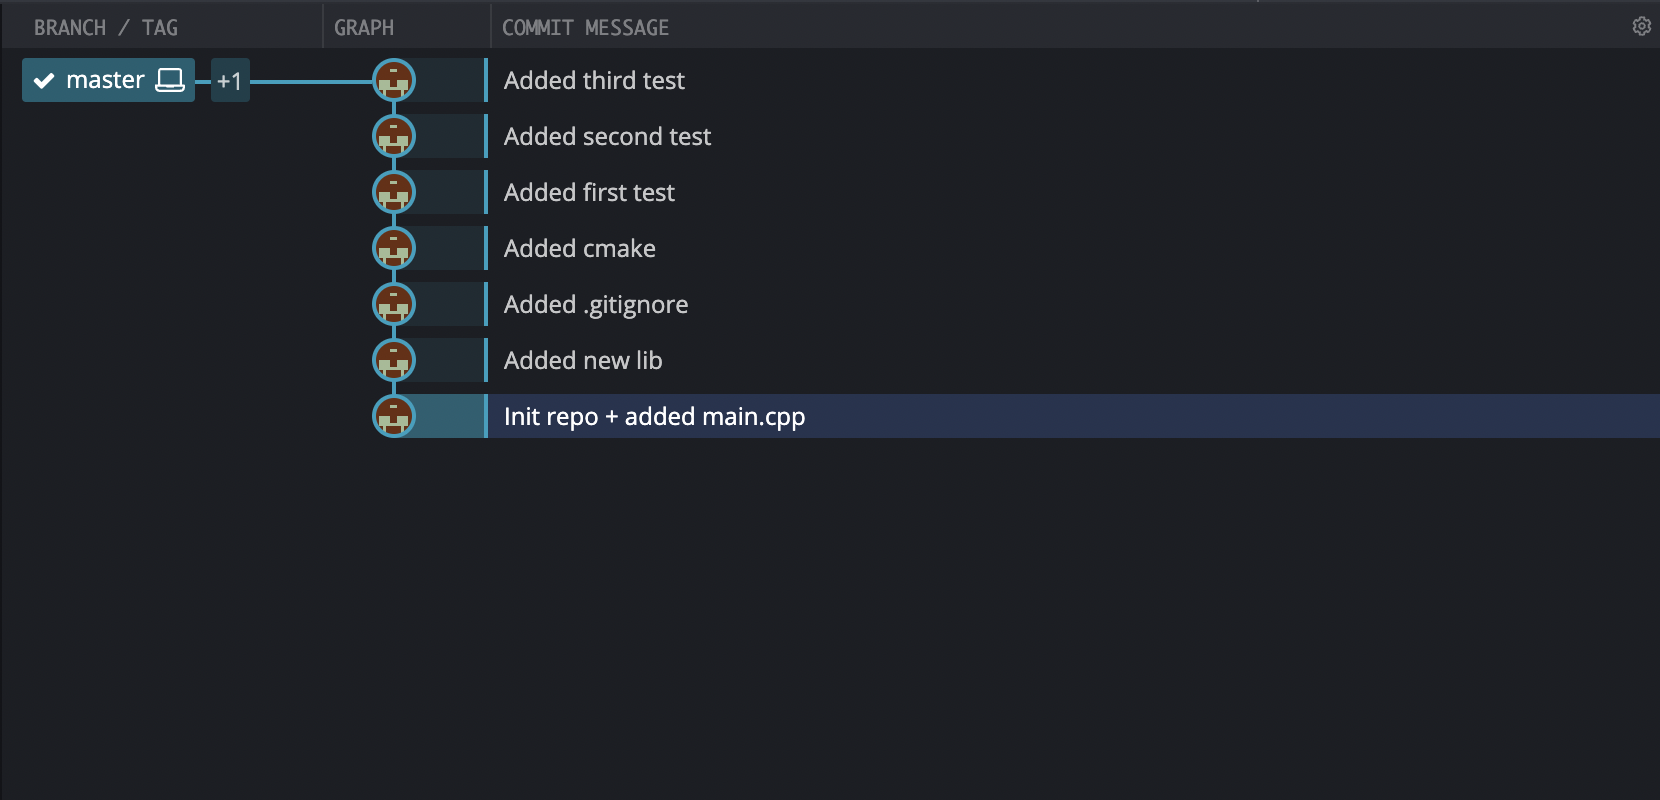 BRANCH / TAG GRAPH COMMIT MESSAGE
master +1 Added third test
Added second test
Added first test
Added cmake
Added .gitignore
Added new lib
Init repo + added main.cpp